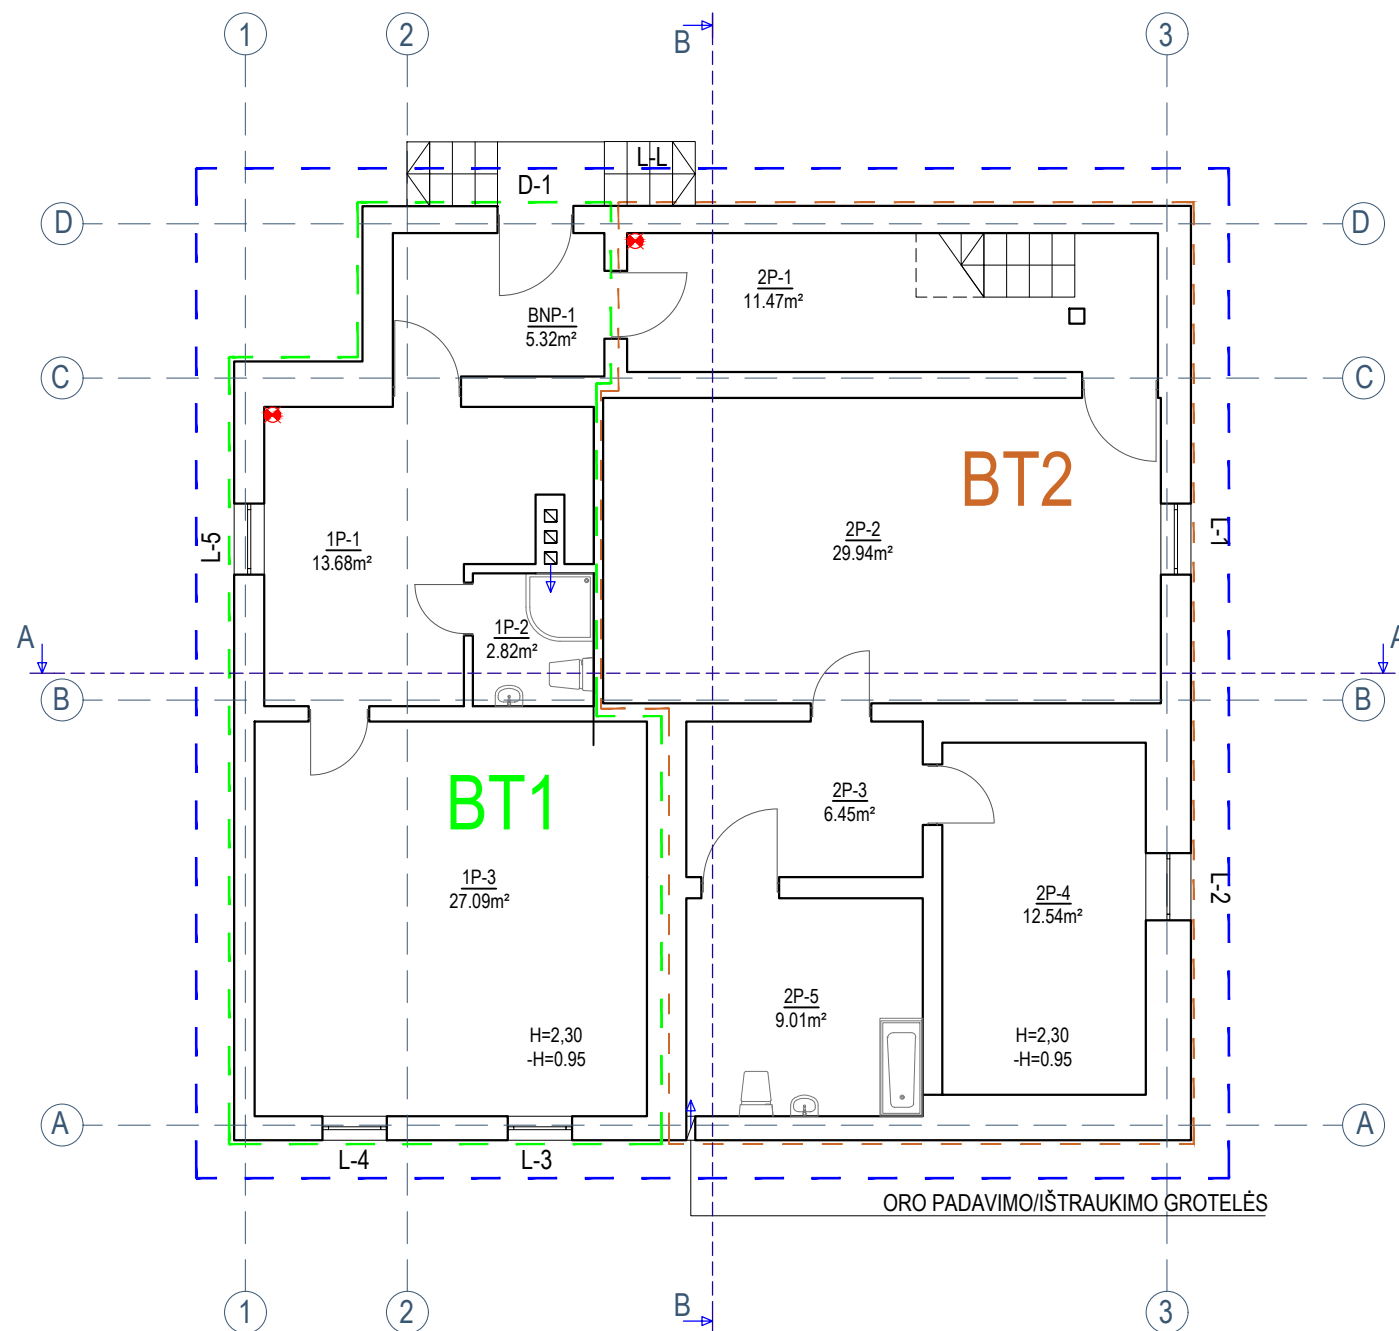 1
2
B
3
L-L
D-1
D
D
2P-1
11.47m²
BNP-1
5.32m²
C
C
BT2
L-5
1P-1
13.68m²
2P-2
29.94m²
L-1
1P-2
2.82m²
A
A
B
B
BT1
2P-3
6.45m²
1P-3
27.09m²
2P-4
12.54m²
L-2
2P-5
9.01m²
H=2,30
-H=0.95
H=2,30
-H=0.95
A
A
L-4
L-3
ORO PADAVIMO/IŠTRAUKIMO GROTELĖS
1
2
B
3